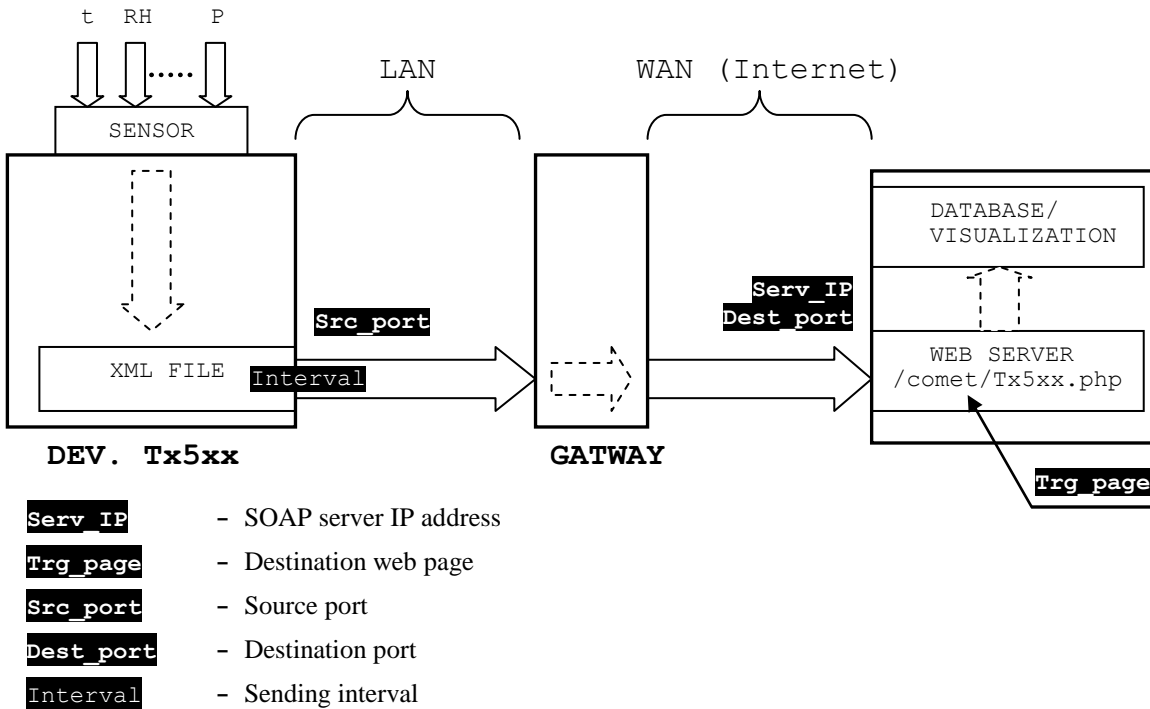 t RH P
.....
LAN WAN (Internet)
SENSOR
DATABASE/
VISUALIZATION
Serv_IP
Dest_port
Src_port
XML FILE
Interval
WEB SERVER
/comet/Tx5xx.php
DEV. Tx5xx
GATWAY
Trg_page
Serv_IP - SOAP server IP address
Trg_page - Destination web page
Src_port - Source port
Dest_port - Destination port
Interval - Sending interval